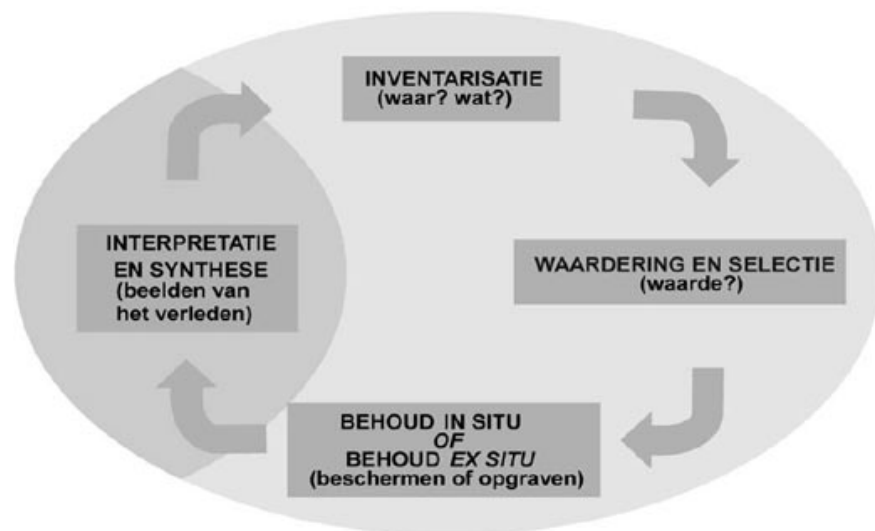 INVENTARISATIE
(waar? wat?)
WAARDERING EN SELECTIE
(waarde?)
BEHOUD IN SITU
OF
BEHOUD EX SITU
(beschermen of opgraven)
INTERPRETATIE
EN SYNTHESE
(beelden van
het verleden)